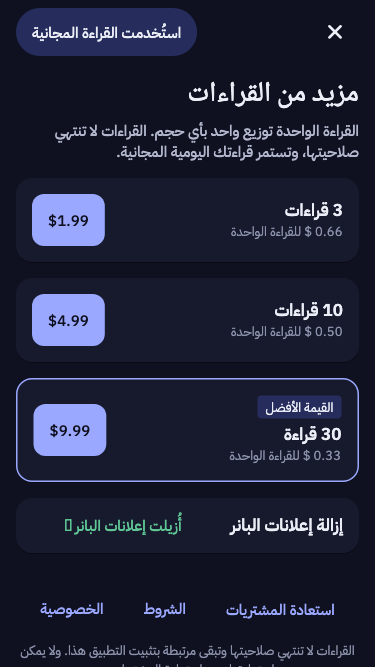 استُخدمت القراءة المجانية
مزيد من القراءات
القراءة الواحدة توزيع واحد بأي حجم. القراءات لا تنتهي
صلاحيتها، وتستمر قراءتك اليومية المجانية.
3 قراءات
0.66 $ للقراءة الواحدة
$1.99
10 قراءات
0.50 $ للقراءة الواحدة
$4.99
القيمة الأفضل
30 قراءة
0.33 $ للقراءة الواحدة
$9.99
إزالة إعلانات البانر
أُزيلت إعلانات البانر
استعادة المشتريات
الشروط
الخصوصية
القراءات لا تنتهي صلاحيتها وتبقى مرتبطة بتثبيت التطبيق هذا. ولا يمكن